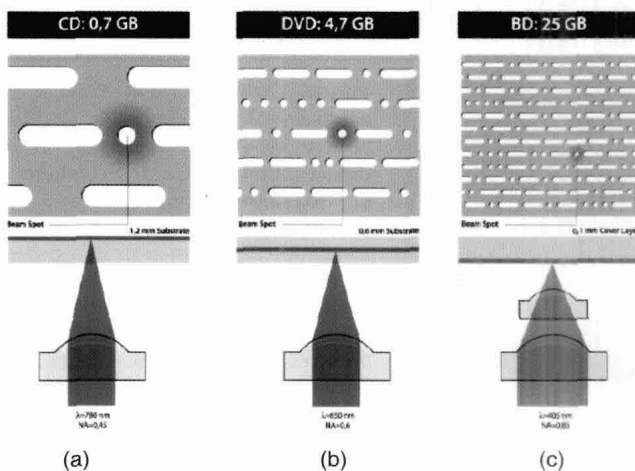 CD: 0,7 GB
DVD: 4,7 GB
BD: 25 GB
Beam Spot
1,2 mm Substrate
Beam Spot
0,6 mm Substrate
Beam Spot
0,1 mm Cover Layer
λ=780 nm
NA=0,45
λ=650 nm
NA=0,6
λ=405 nm
NA=0,85
(a)
(b)
(c)